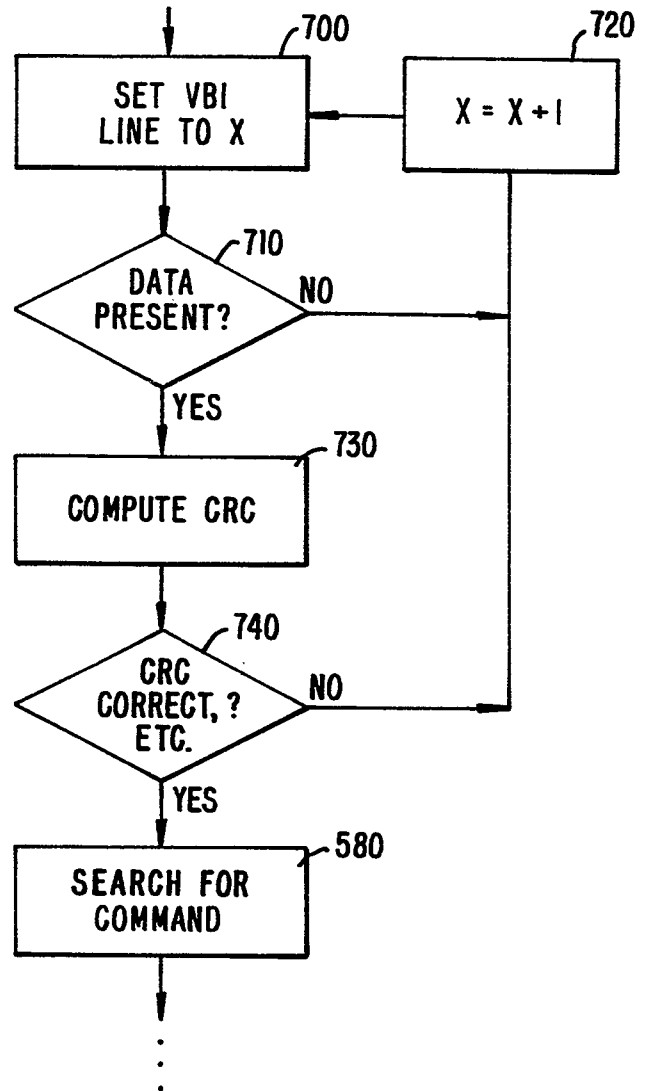 700
720
SET VBI
LINE TO X
X = X + 1
710
DATA
PRESENT?
NO
YES
730
COMPUTE CRC
740
CRC
CORRECT, ?
ETC.
NO
YES
580
SEARCH FOR
COMMAND